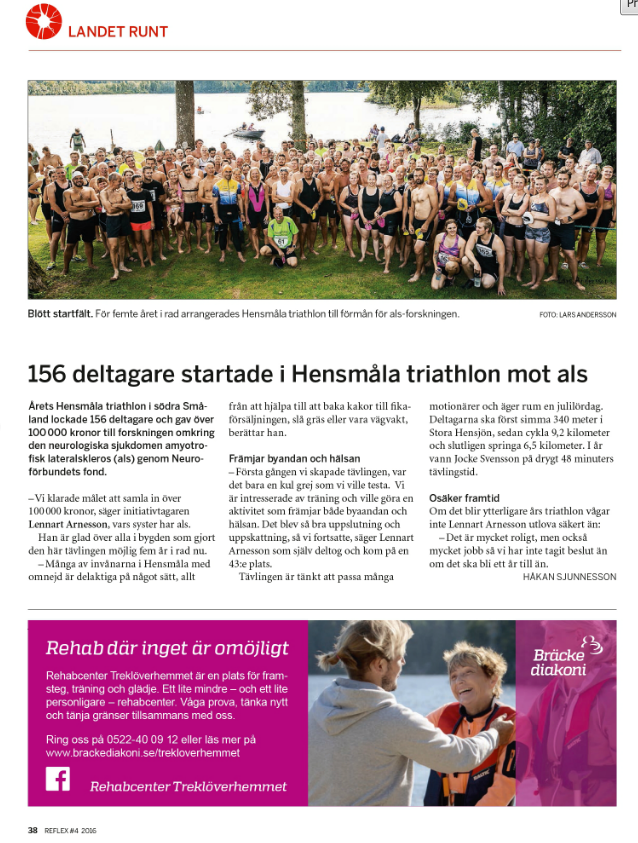 Pr
LANDET RUNT
Blött startfält. För femte året i rad arrangerades Hensmåla triathlon till förmån för als-forskningen.
FOTO: LARS ANDERSSON
156 deltagare startade i Hensmåla triathlon mot als
Årets Hensmåla triathlon i södra Små-
land lockade 156 deltagare och gav över
100 000 kronor till forskningen omkring
den neurologiska sjukdomen amyotro-
fisk lateralskleros (als) genom Neuro-
förbundets fond.
– Vi klarade målet att samla in över
100 000 kronor, säger initiativtagaren
Lennart Arnesson, vars syster har als.
Han är glad över alla i bygden som gjort
den här tävlingen möjlig fem år i rad nu.
– Många av invånarna i Hensmåla med
omnejd är delaktiga på något sätt, allt
från att hjälpa till att baka kakor till fika-
försäljningen, slå gräs eller vara vägvakt,
berättar han.
Främjar byandan och hälsan
– Första gången vi skapade tävlingen, var
det bara en kul grej som vi ville testa. Vi
är intresserade av träning och ville göra en
aktivitet som främjar både byaandan och
hälsan. Det blev så bra uppslutning och
uppskattning, så vi fortsatte, säger Lennart
Arnesson som själv deltog och kom på en
43:e plats.
Tävlingen är tänkt att passa många
motionärer och äger rum en julilördag.
Deltagarna ska först simma 340 meter i
Stora Hensjön, sedan cykla 9,2 kilometer
och slutligen springa 6,5 kilometer. I år
vann Jocke Svensson på drygt 48 minuters
tävlingstid.
Osäker framtid
Om det blir ytterligare års triathlon vågar
inte Lennart Arnesson utlova säkert än:
– Det är mycket roligt, men också
mycket jobb så vi har inte tagit beslut än
om det ska bli ett år till än.
HÅKAN SJUNNESSON
Rehab där inget är omöjligt
Rehabcenter Treklöverhemmet är en plats för fram-
steg, träning och glädje. Ett lite mindre – och ett lite
personligare – rehabcenter. Våga prova, tänka nytt
och tänja gränser tillsammans med oss.
Ring oss på 0522-40 09 12 eller läs mer på
www.brackediakoni.se/trekloverhemmet
f
Rehabcenter Treklöverhemmet
Bräcke
diakoni
38 REFLEX #4 2016